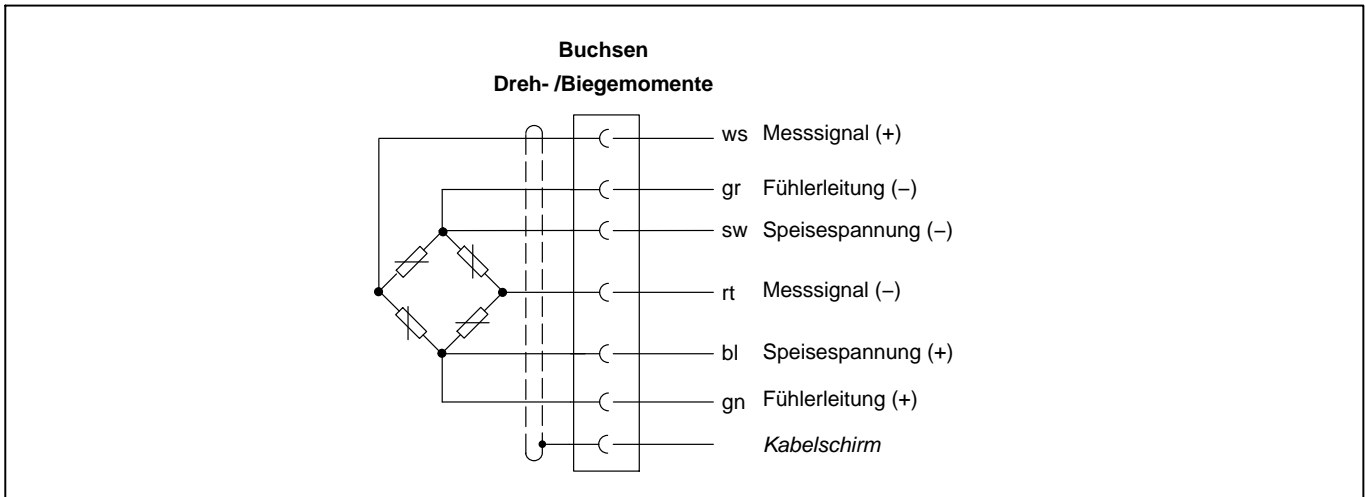 Buchsen
Dreh- /Biegemomente
ws Messsignal (+)
gr Fühlerleitung (−)
sw Speisespannung (−)
rt Messsignal (−)
bl Speisespannung (+)
gn Fühlerleitung (+)
Kabelschirm